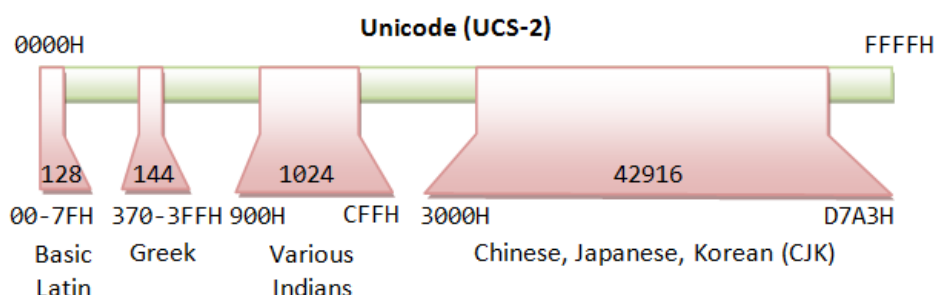 Unicode (UCS-2)
0000H FFFFH
128 144 1024 42916
00-7FH 370-3FFH 900H CFFH 3000H D7A3H
Basic Greek Various Chinese, Japanese, Korean (CJK)
Latin Indians